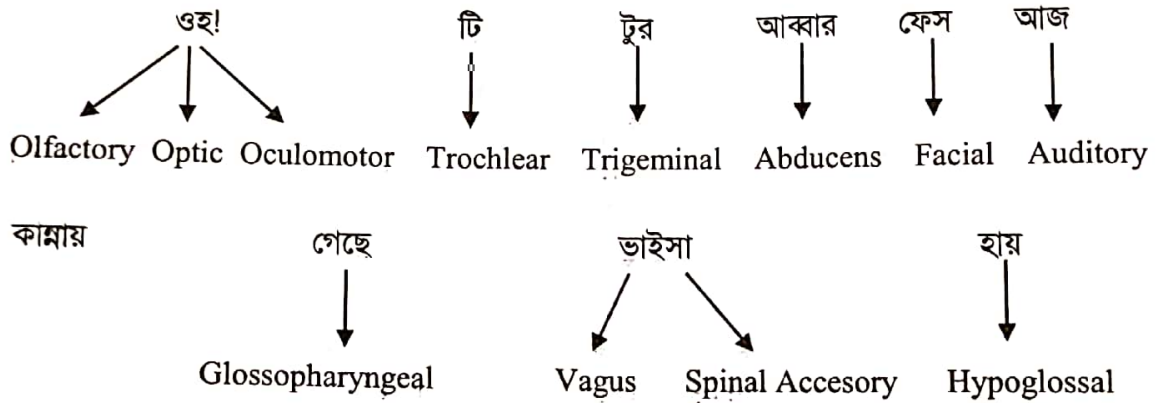 ওহ! টি টুর আব্বার ফেস আজ
Olfactory Optic Oculomotor Trochlear Trigeminal Abducens Facial Auditory
কান্নায় গেছে ভাইসা হায়
Glossopharyngeal Vagus Spinal Accesory Hypoglossal